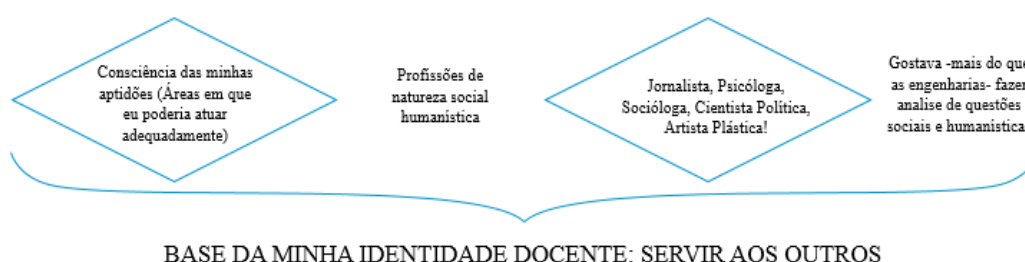 Consciência das minhas
aptidões (Áreas em que
eu poderia atuar
adequadamente)
Profissões de
natureza social
humanística
Jornalista, Psicóloga,
Socióloga, Cientista Política,
Artista Plástica!
Gostava -mais do que
as engenharias- fazer
analise de questões
sociais e humanística
BASE DA MINHA IDENTIDADE DOCENTE: SERVIR AOS OUTROS